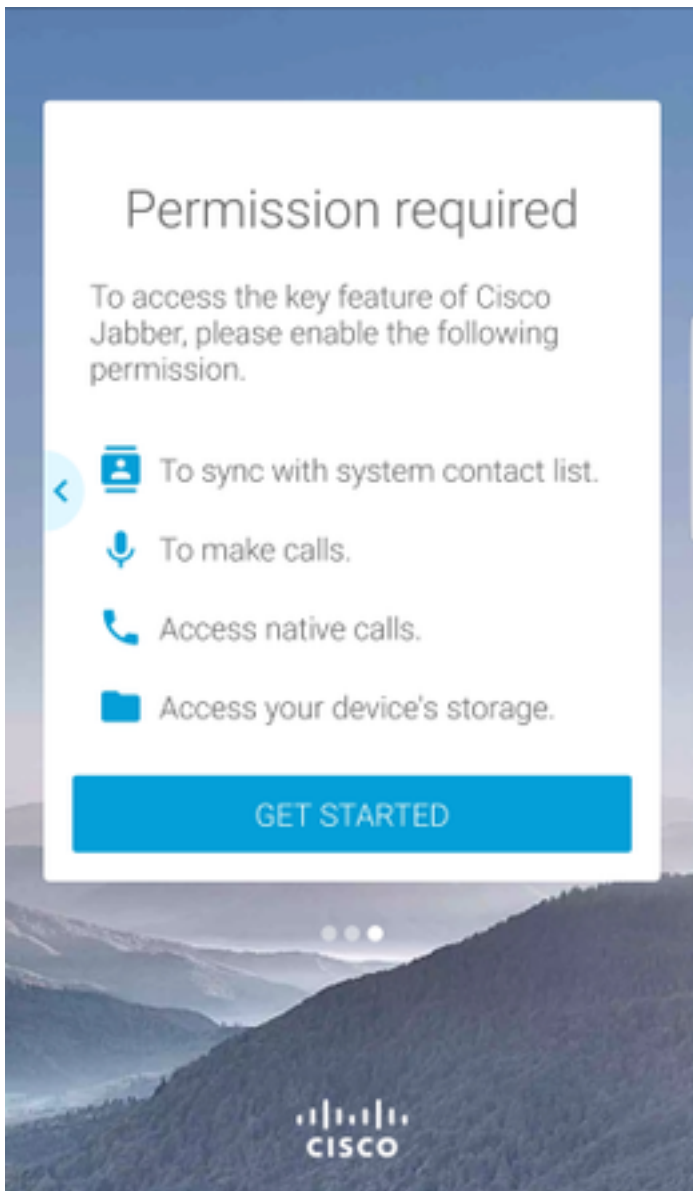 Permission required
To access the key feature of Cisco
Jabber, please enable the following
permission.
To sync with system contact list.
To make calls.
Access native calls.
Access your device's storage.
GET STARTED
CISCO